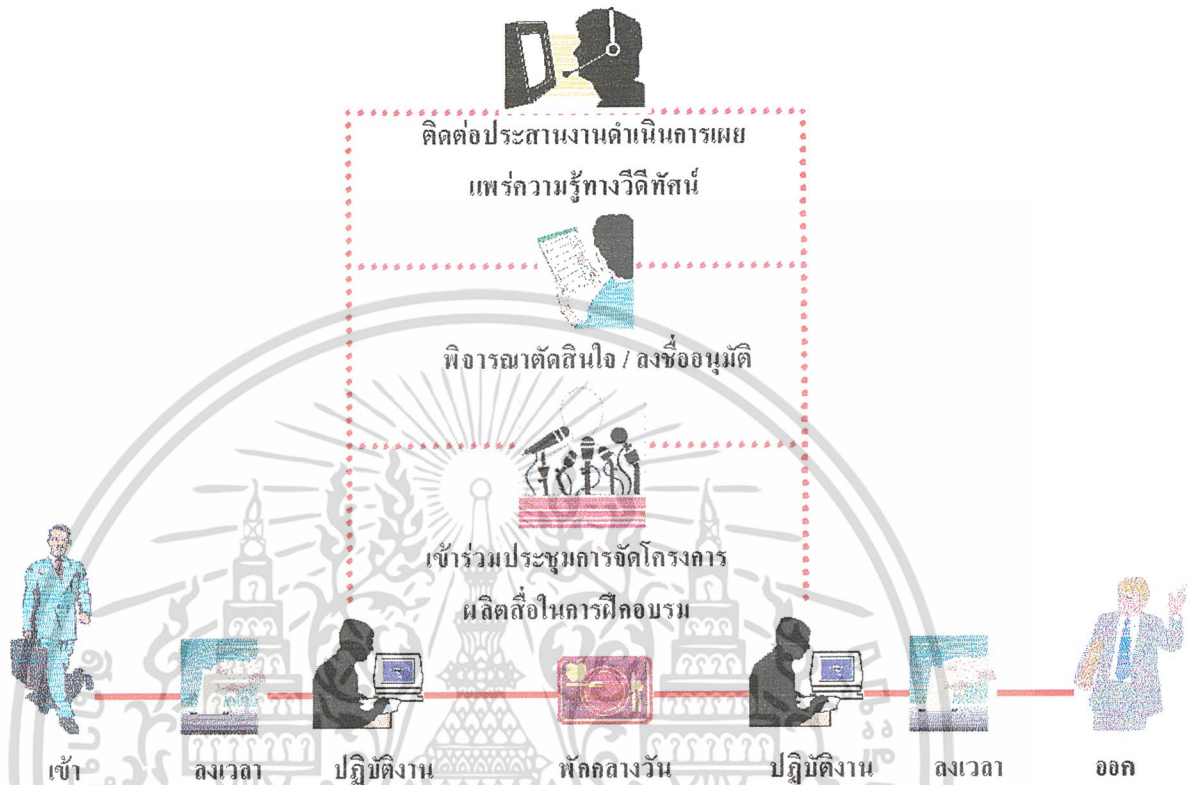 ติดต่อประสานงานดำเนินการเผย
แพร่ความรู้ทางวีดีทัศน์
พิจารณาตัดสินใจ / ลงชื่ออนุมัติ
เข้าร่วมประชุมการจัดโครงการ
ผลิตสื่อในการฝึกอบรม
เข้า ลงเวลา ปฏิบัติงาน พักกลางวัน ปฏิบัติงาน ลงเวลา ออก